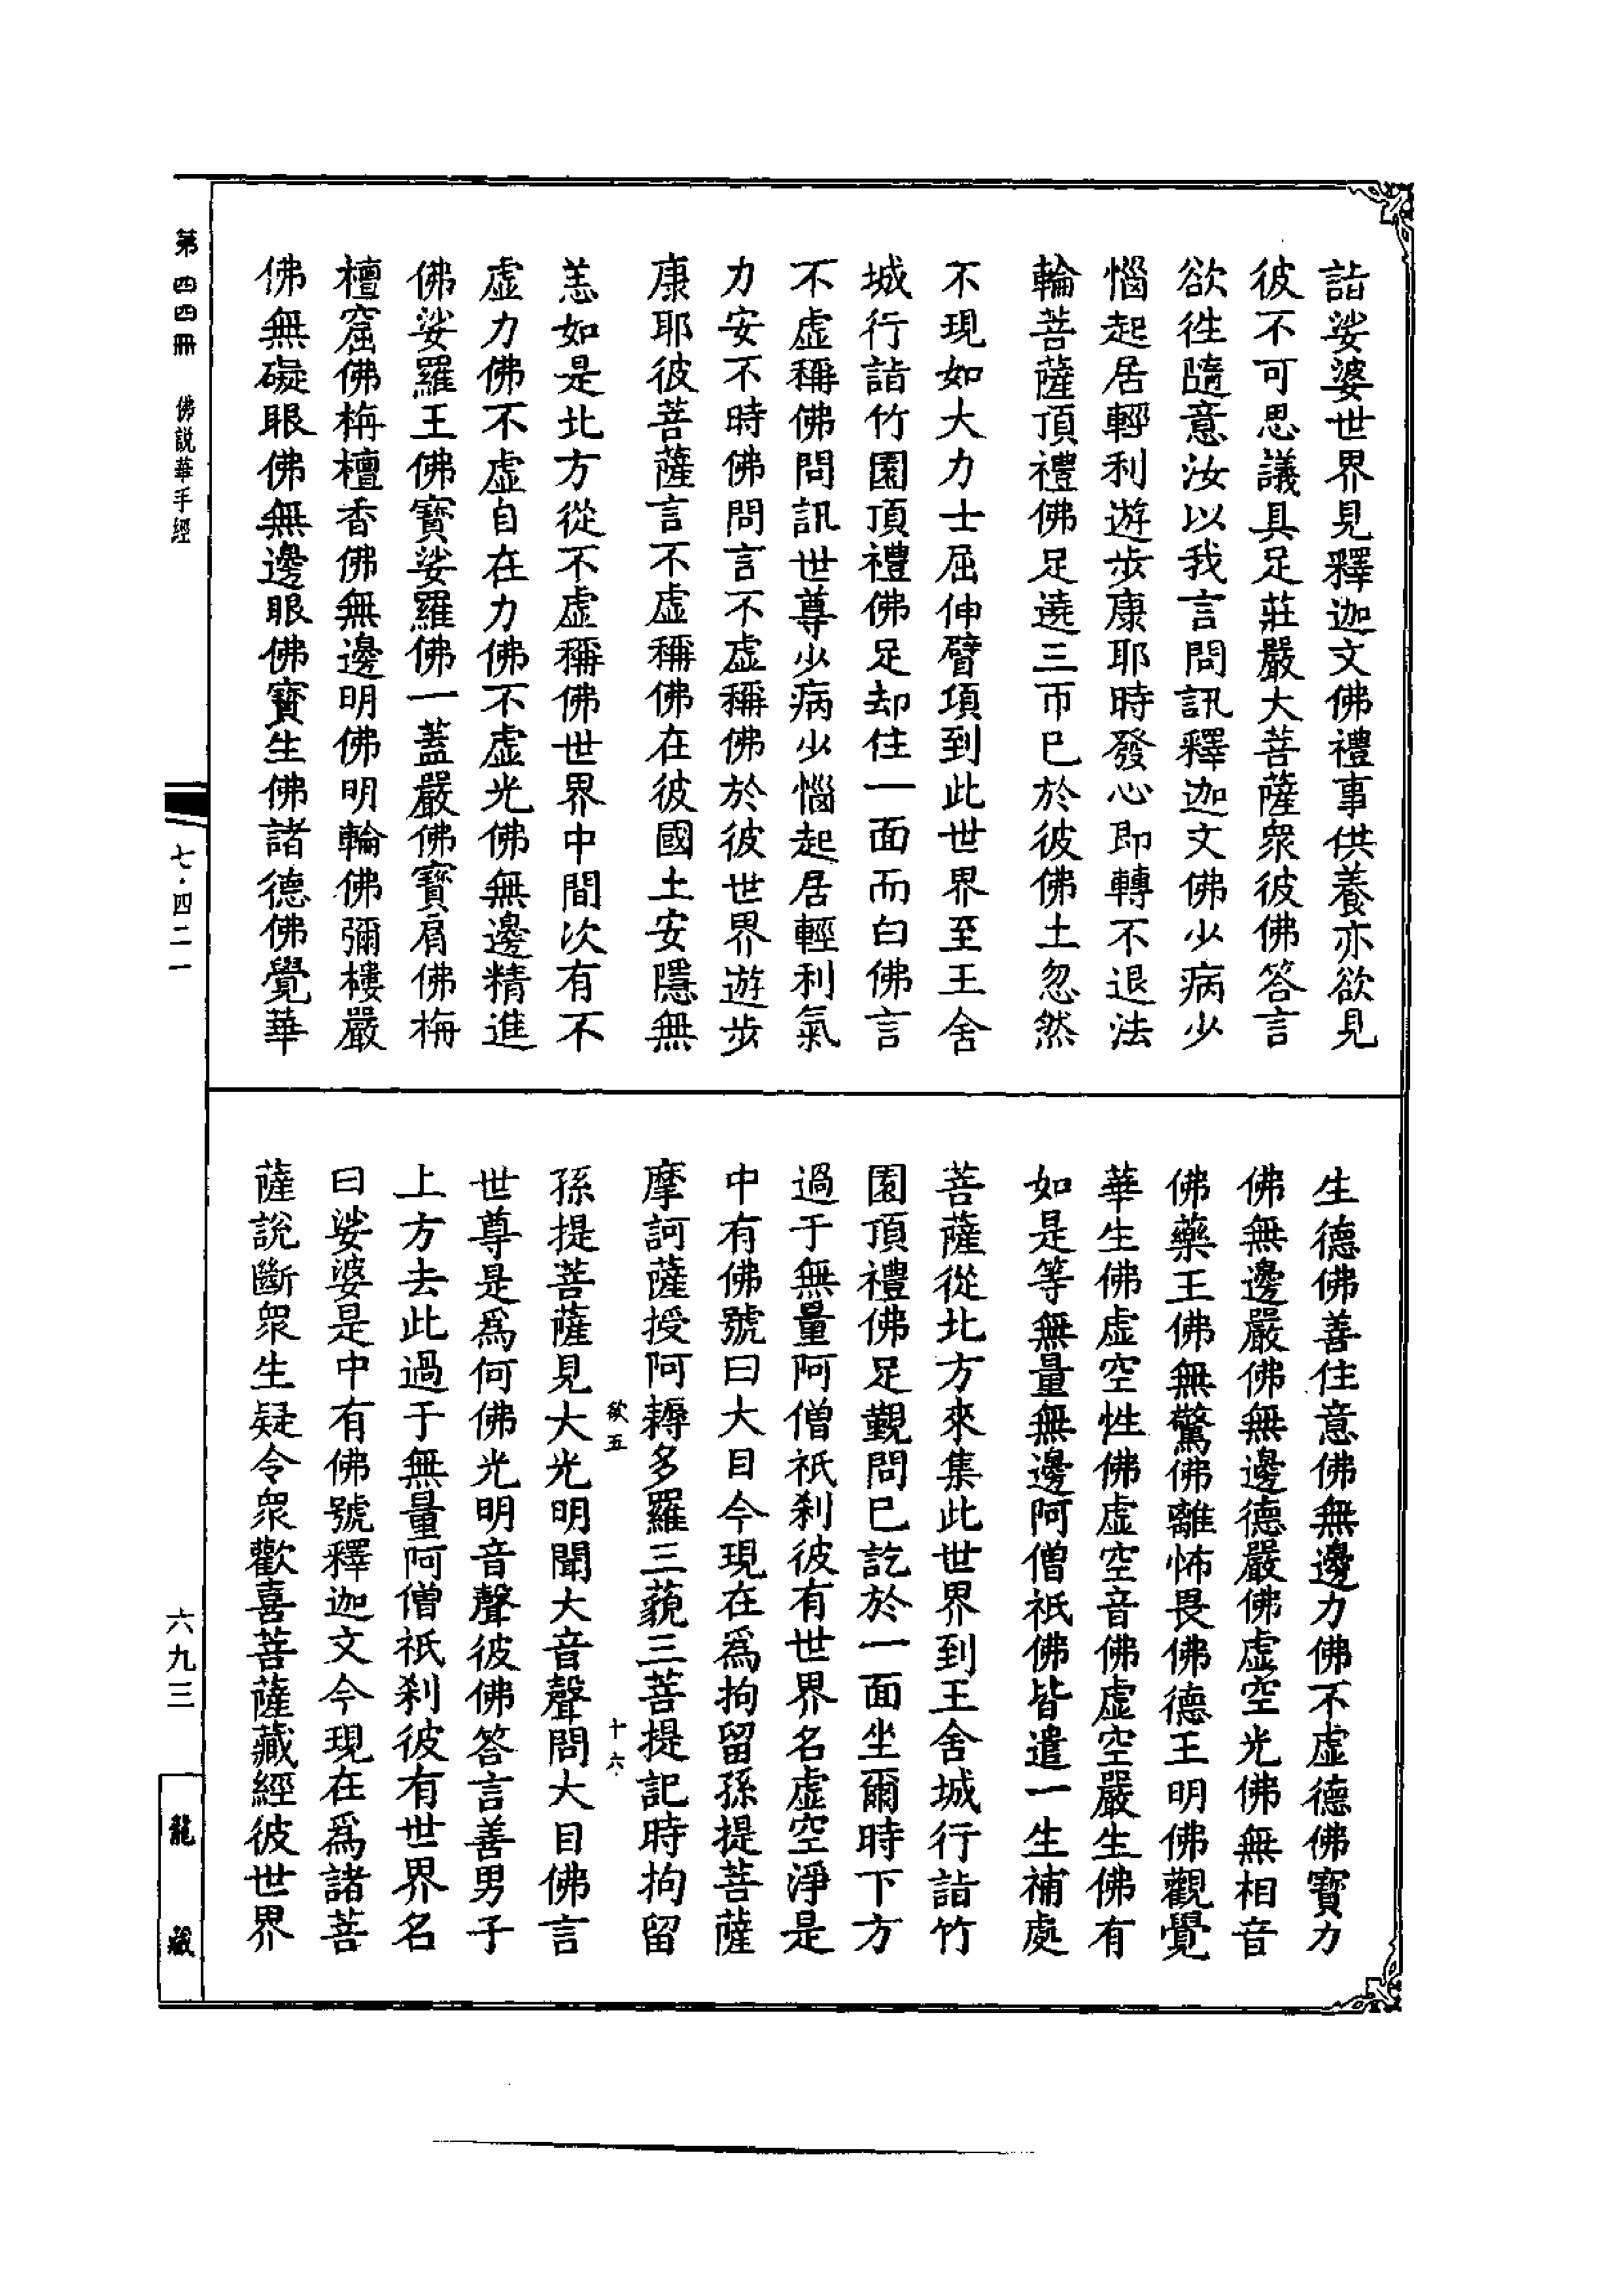 詣娑婆世界見釋迦文佛禮事供養亦欲見
彼不可思議具足莊嚴大菩薩衆彼佛答言
欲徃隨意汝以我言問訊釋迦文佛少病少
惱起居輕利遊步康耶時發心即轉不退法
輪菩薩頂禮佛足遶三帀已於彼佛土忽然
不現如大力士屈伸臂項到此世界至王舍
城行詣竹園頂禮佛足却住一面而白佛言
不虛稱佛問訊世尊少病少惱起居輕利氣
力安不時佛問言不虛稱佛於彼世界遊步
康耶彼菩薩言不虛稱佛在彼國土安隱無
恙如是北方從不虛稱佛世界中間次有不
虛力佛不虛自在力佛不虛光佛無邊精進
佛娑羅王佛寶娑羅佛一蓋嚴佛寶肩佛栴
檀窟佛栴檀香佛無邊明佛明輪佛彌樓嚴
佛無礙眼佛無邊眼佛寶生佛諸德佛覺華
生德佛善住意佛無邊力佛不虛德佛寶力
佛無邊嚴佛無邊德嚴佛虛空光佛無相音
佛藥王佛無驚佛離怖畏佛德王明佛觀覺
華生佛虛空性佛虛空音佛虛空嚴生佛有
如是等無量無邊阿僧祇佛皆遣一生補處
菩薩從北方來集此世界到王舍城行詣竹
園頂禮佛足覲問已訖於一面坐爾時下方
過于無量阿僧祇刹彼有世界名虛空淨是
中有佛號曰大目今現在爲拘留孫提菩薩
摩訶薩授阿耨多羅三藐三菩提記時拘留
欲五 十六
孫提菩薩見大光明聞大音聲問大目佛言
世尊是爲何佛光明音聲彼佛答言善男子
上方去此過于無量阿僧祇刹彼有世界名
曰娑婆是中有佛號釋迦文今現在爲諸菩
薩說斷衆生疑令衆歡喜菩薩藏經彼世界
第四四冊 佛説華手經 七·四二一 六九三 龍藏